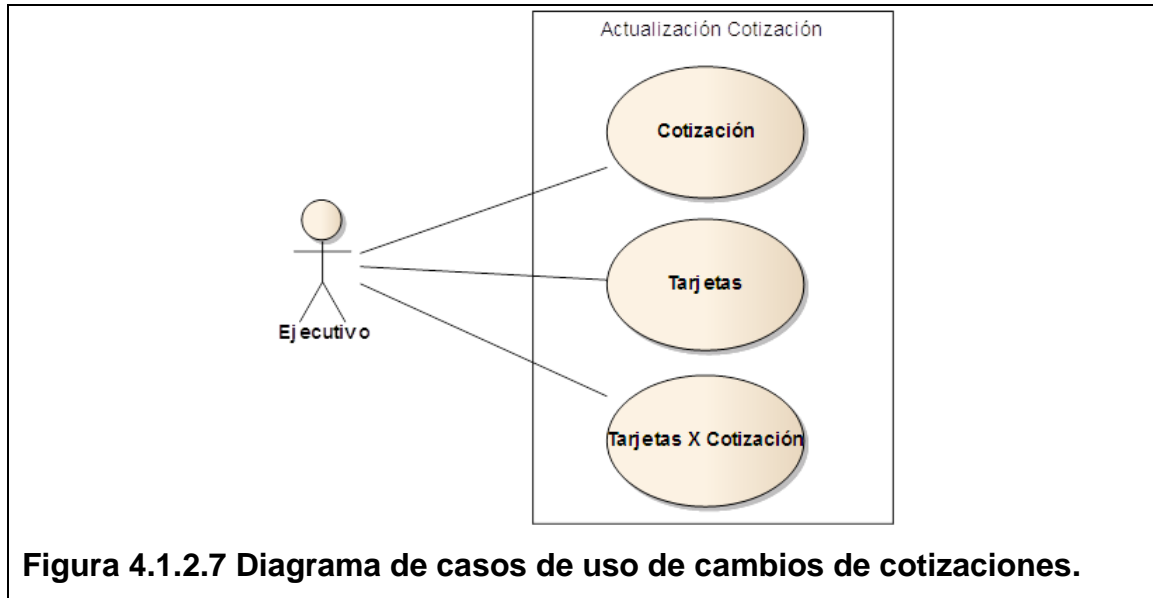 Actualización Cotización
Cotización
Tarjetas
Ejecutivo
Tarjetas X Cotización
Figura 4.1.2.7 Diagrama de casos de uso de cambios de cotizaciones.